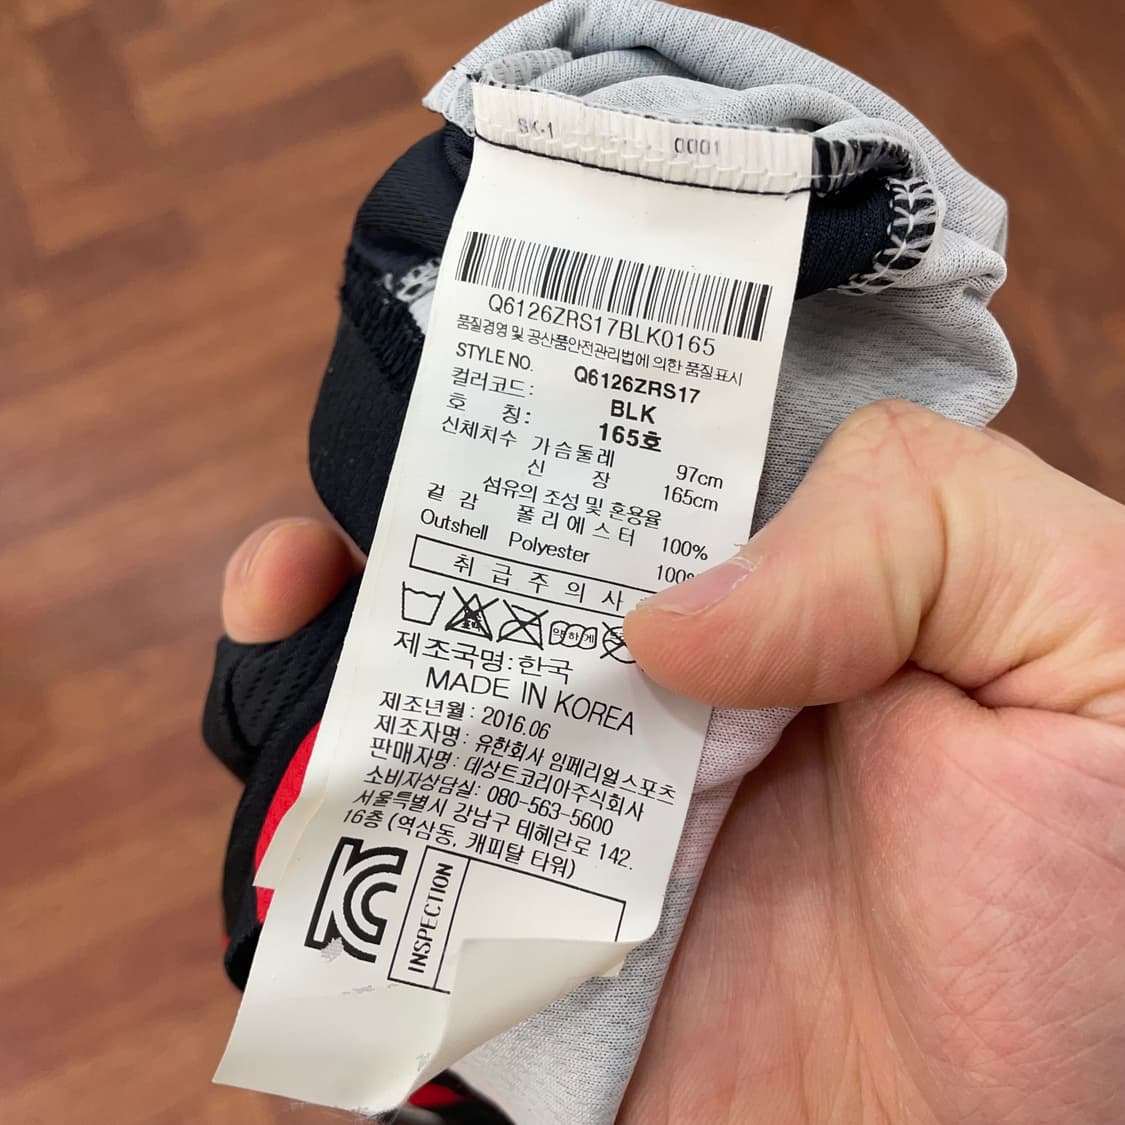 SK-1 0001
Q6126ZRS17BLK0165
품질경영 및 공산품안전관리법에 의한 품질표시
STYLE NO. Q6126ZRS17
컬러코드: BLK
호 칭: 165호
신체치수 가슴둘레 97cm
신 장 165cm
섬유의 조성 및 혼용율
겉 감 폴리에스터 100%
Outshell Polyester 100%
취 급 주 의 사
약하게
제조국명: 한국
MADE IN KOREA
제조년월: 2016.06
제조자명: 유한회사 임페리얼스포츠
판매자명: 데상트코리아주식회사
소비자상담실: 080-563-5600
서울특별시 강남구 테헤란로 142.
16층 (역삼동, 캐피탈 타워)
KC
INSPECTION